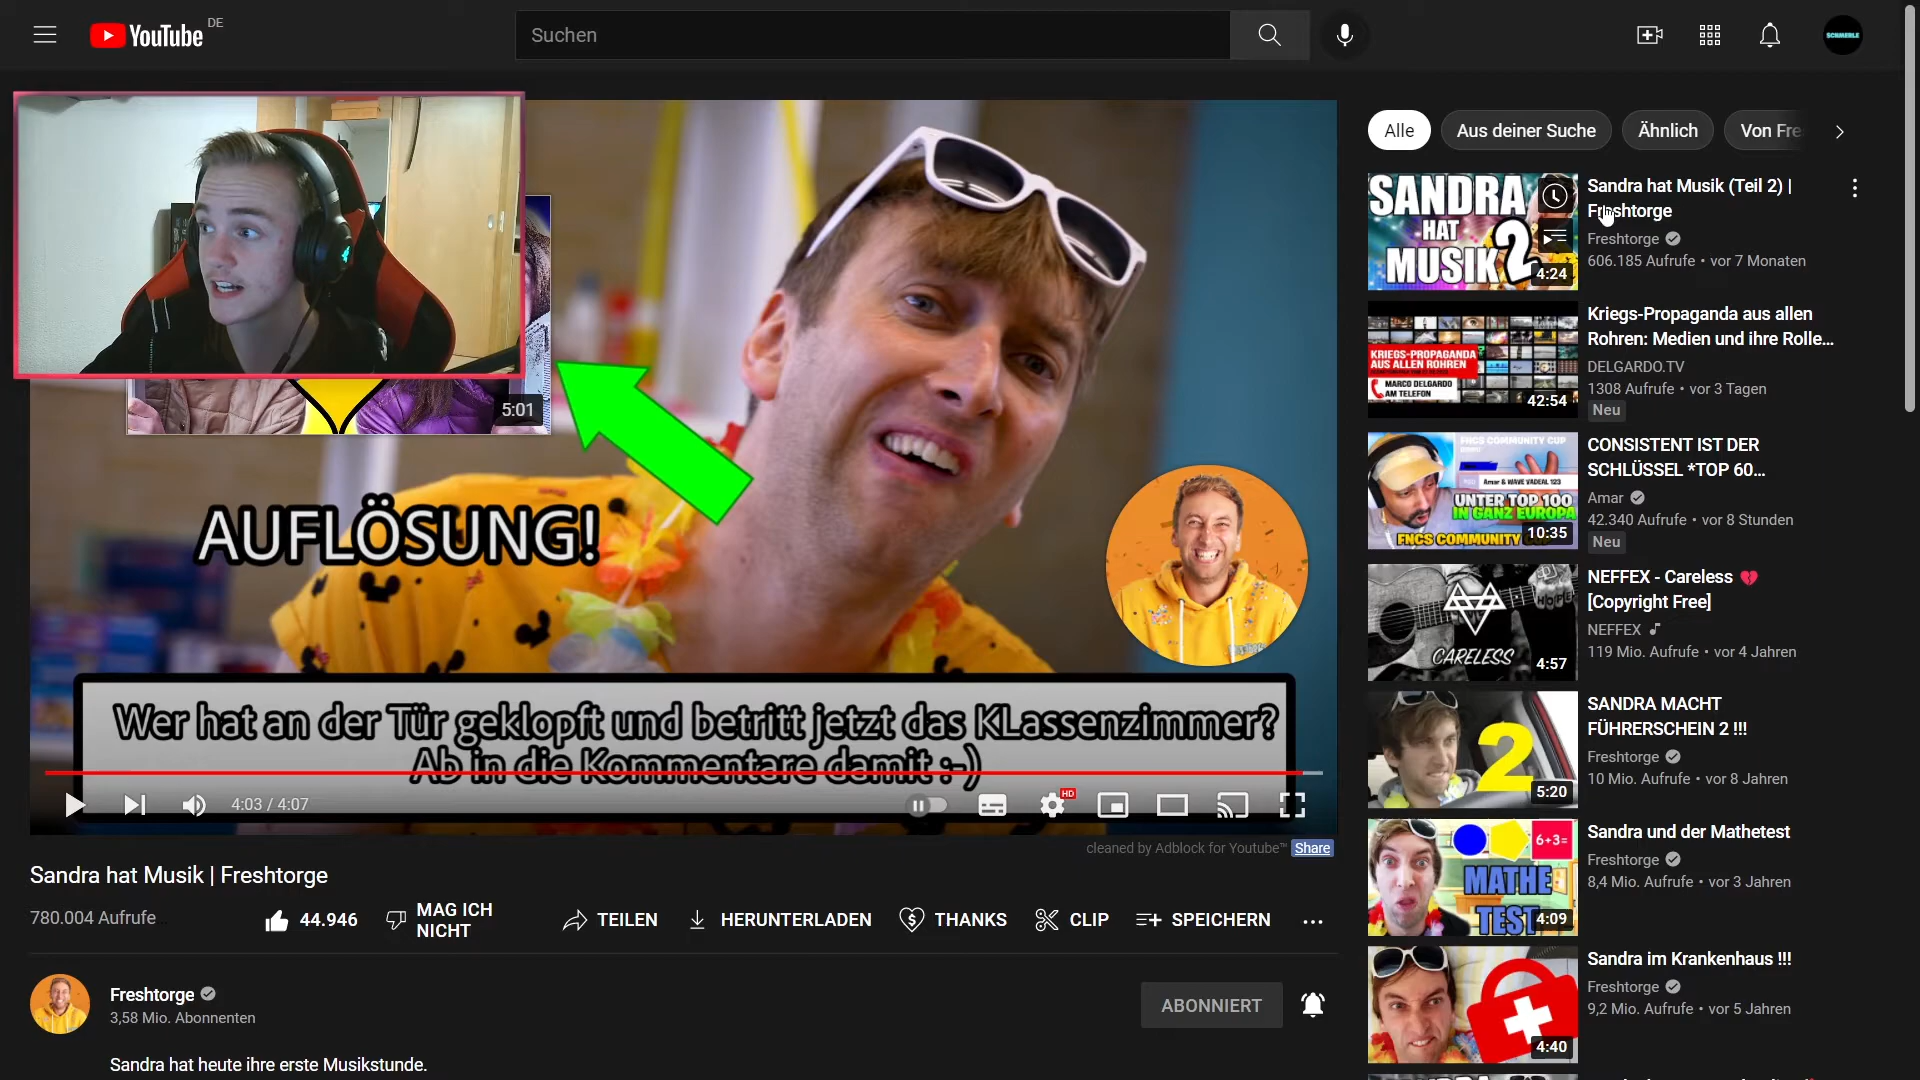 YouTube DE
Suchen
SCHMERLE
5:01
AUFLÖSUNG!
Wer hat an der Tür geklopft und betritt jetzt das KLassenzimmer?
Ab in die Kommentare damit :-)
4:03 / 4:07
HD
cleaned by Adblock for Youtube™ Share
Sandra hat Musik | Freshtorge
780.004 Aufrufe
44.946
MAG ICH
NICHT
TEILEN
HERUNTERLADEN
THANKS
CLIP
SPEICHERN
Freshtorge
3,58 Mio. Abonnenten
ABONNIERT
Sandra hat heute ihre erste Musikstunde.
Alle
Aus deiner Suche
Ähnlich
Von Fre
SANDRA
HAT
MUSIK 2
4:24
Sandra hat Musik (Teil 2) |
Freshtorge
Freshtorge
606.185 Aufrufe • vor 7 Monaten
KRIEGS-PROPAGANDA
AUS ALLEN ROHREN
MARCO DELGARDO
AM TELEFON
42:54
Kriegs-Propaganda aus allen
Rohren: Medien und ihre Rolle...
DELGARDO.TV
1308 Aufrufe • vor 3 Tagen
Neu
FNCS COMMUNITY CUP
Amar & WAVE VADEAL 123
UNTER TOP 100
IN GANZ EUROPA
FNCS COMMUNITY
10:35
CONSISTENT IST DER
SCHLÜSSEL *TOP 60...
Amar
42.340 Aufrufe • vor 8 Stunden
Neu
HOPE
CARELESS
4:57
NEFFEX - Careless 💔
[Copyright Free]
NEFFEX
119 Mio. Aufrufe • vor 4 Jahren
2
5:20
SANDRA MACHT
FÜHRERSCHEIN 2 !!!
Freshtorge
10 Mio. Aufrufe • vor 8 Jahren
6+3=
MATHE
TEST
4:09
Sandra und der Mathetest
Freshtorge
8,4 Mio. Aufrufe • vor 3 Jahren
4:40
Sandra im Krankenhaus !!!
Freshtorge
9,2 Mio. Aufrufe • vor 5 Jahren